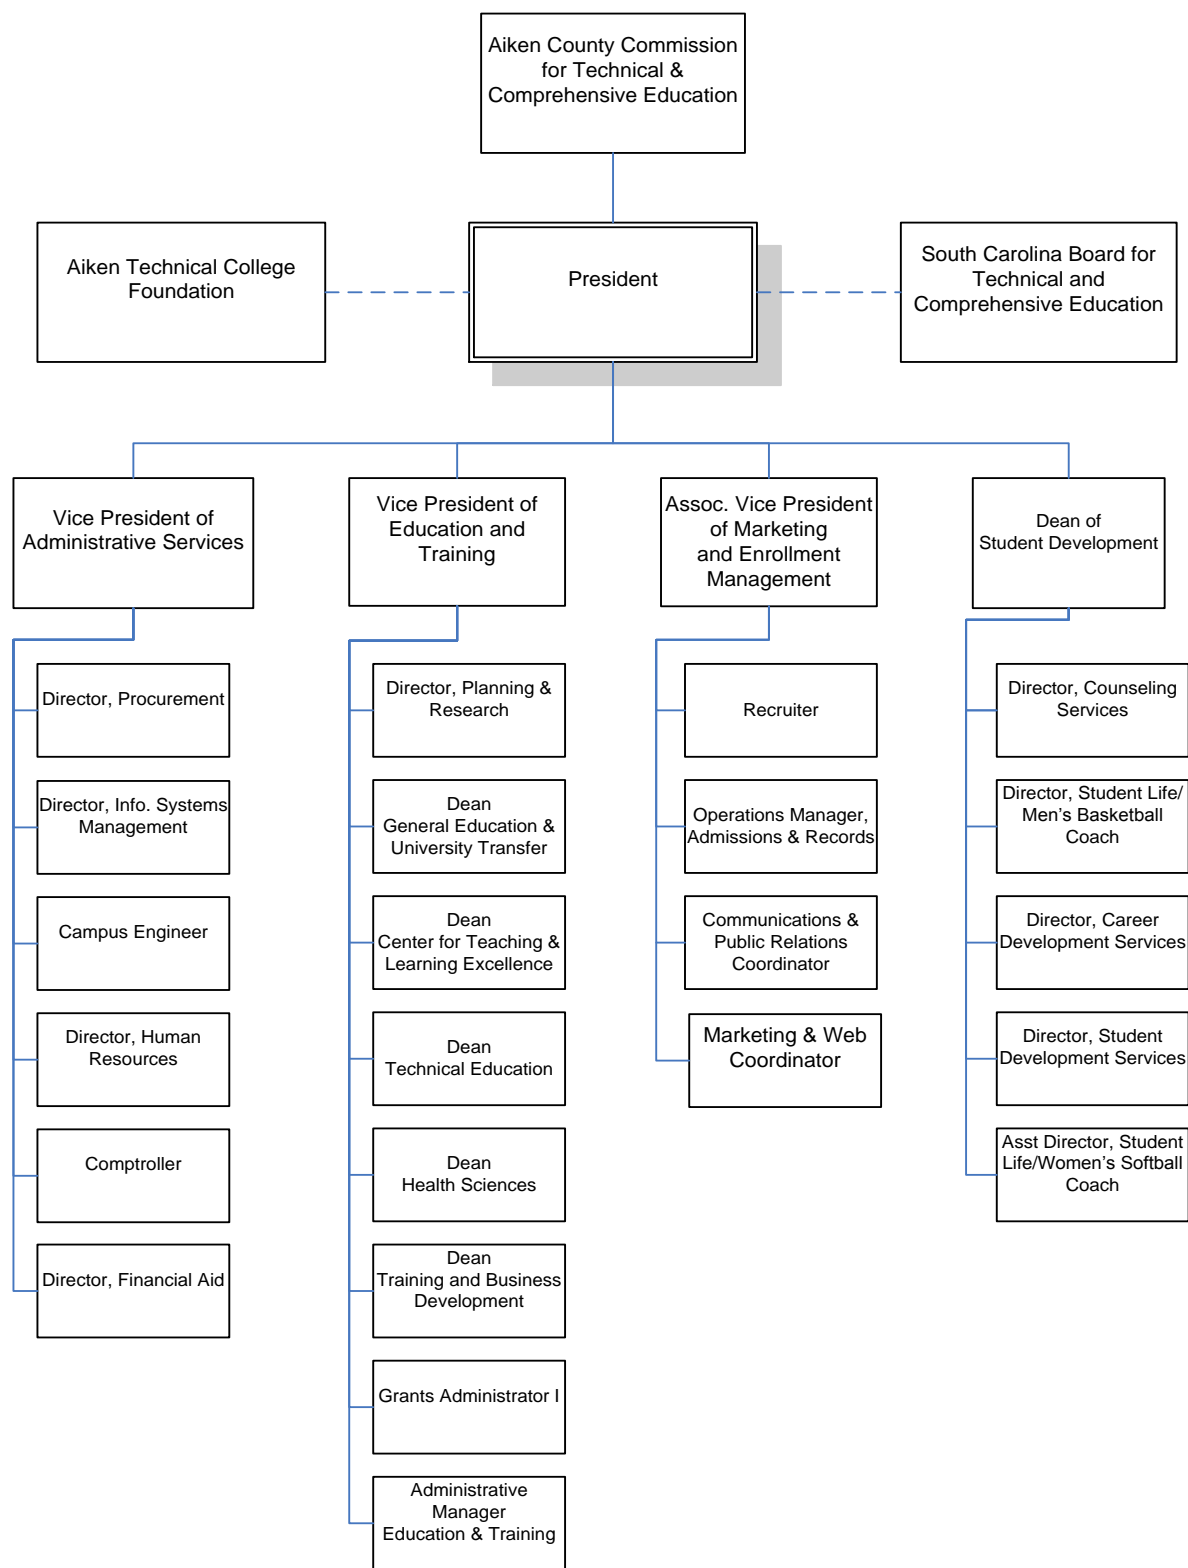 Aiken County Commission
for Technical &
Comprehensive Education
Aiken Technical College
Foundation
President
South Carolina Board for
Technical and
Comprehensive Education
Vice President of
Administrative Services
Vice President of
Education and
Training
Assoc. Vice President
of Marketing
and Enrollment
Management
Dean of
Student Development
Director, Procurement
Director, Info. Systems
Management
Campus Engineer
Director, Human
Resources
Comptroller
Director, Financial Aid
Director, Planning &
Research
Dean
General Education &
University Transfer
Dean
Center for Teaching &
Learning Excellence
Dean
Technical Education
Dean
Health Sciences
Dean
Training and Business
Development
Grants Administrator I
Administrative
Manager
Education & Training
Recruiter
Operations Manager,
Admissions & Records
Communications &
Public Relations
Coordinator
Marketing & Web
Coordinator
Director, Counseling
Services
Director, Student Life/
Men’s Basketball
Coach
Director, Career
Development Services
Director, Student
Development Services
Asst Director, Student
Life/Women’s Softball
Coach